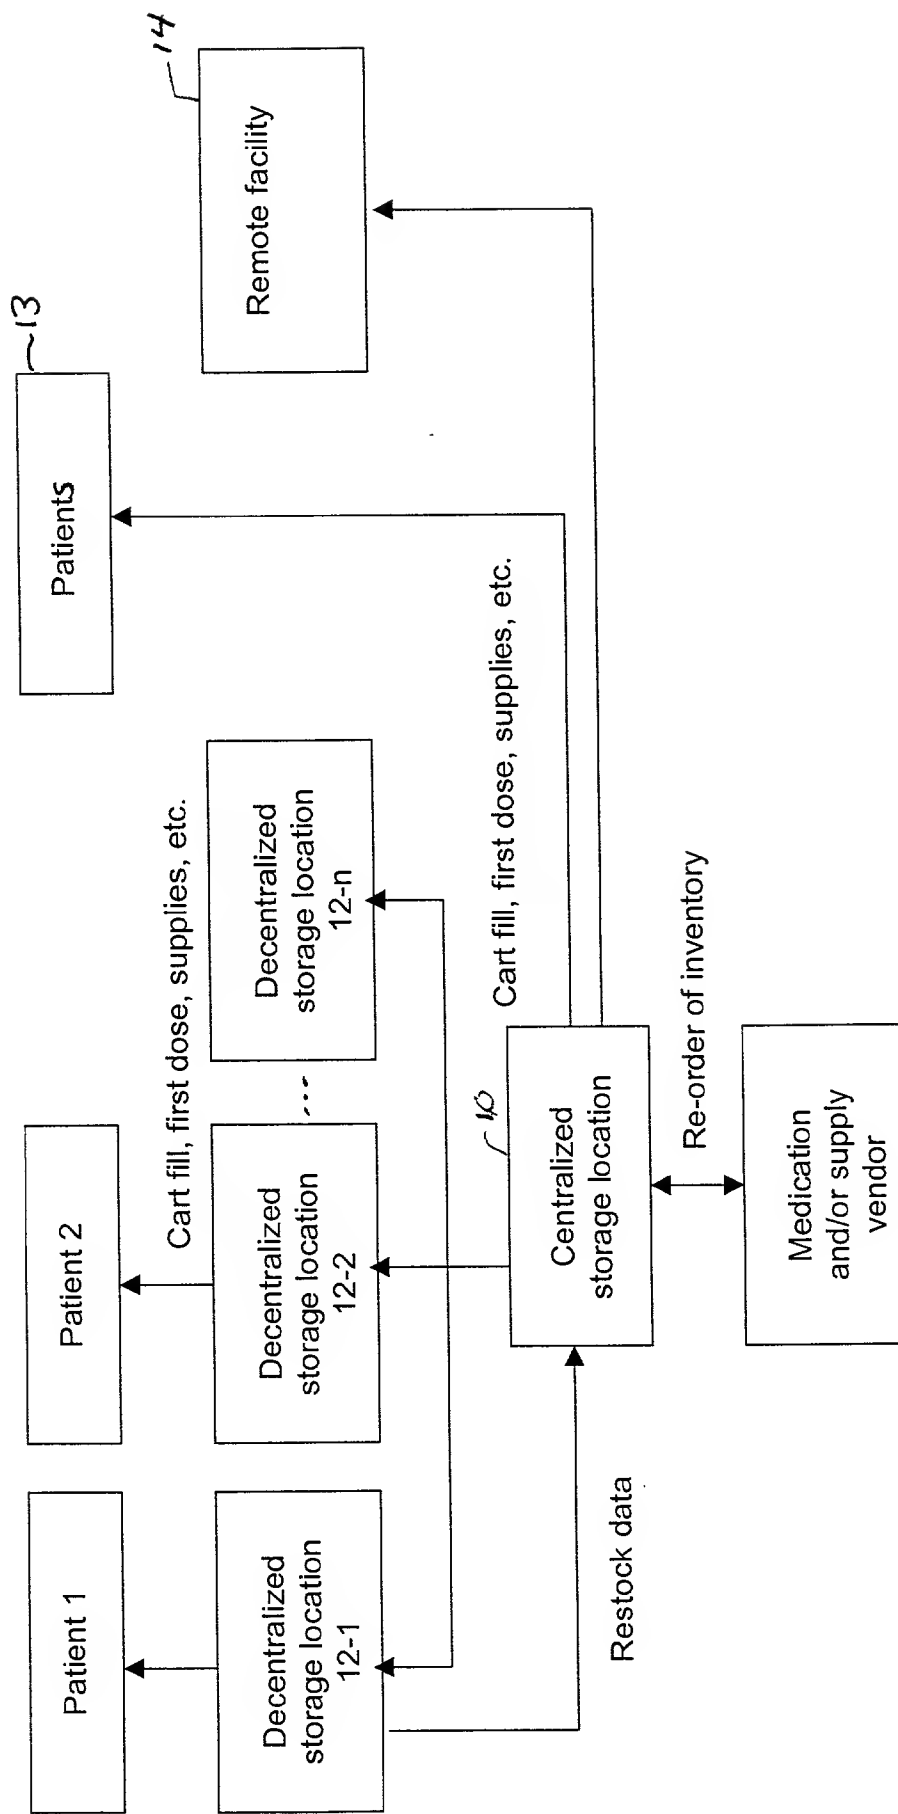 Patient 1
Patient 2
Patients
13
14
Cart fill, first dose, supplies, etc.
Decentralized
storage location
12-1
Decentralized
storage location
12-2
...
Decentralized
storage location
12-n
Remote facility
Cart fill, first dose, supplies, etc.
10
Centralized
storage location
Restock data
Re-order of inventory
Medication
and/or supply
vendor